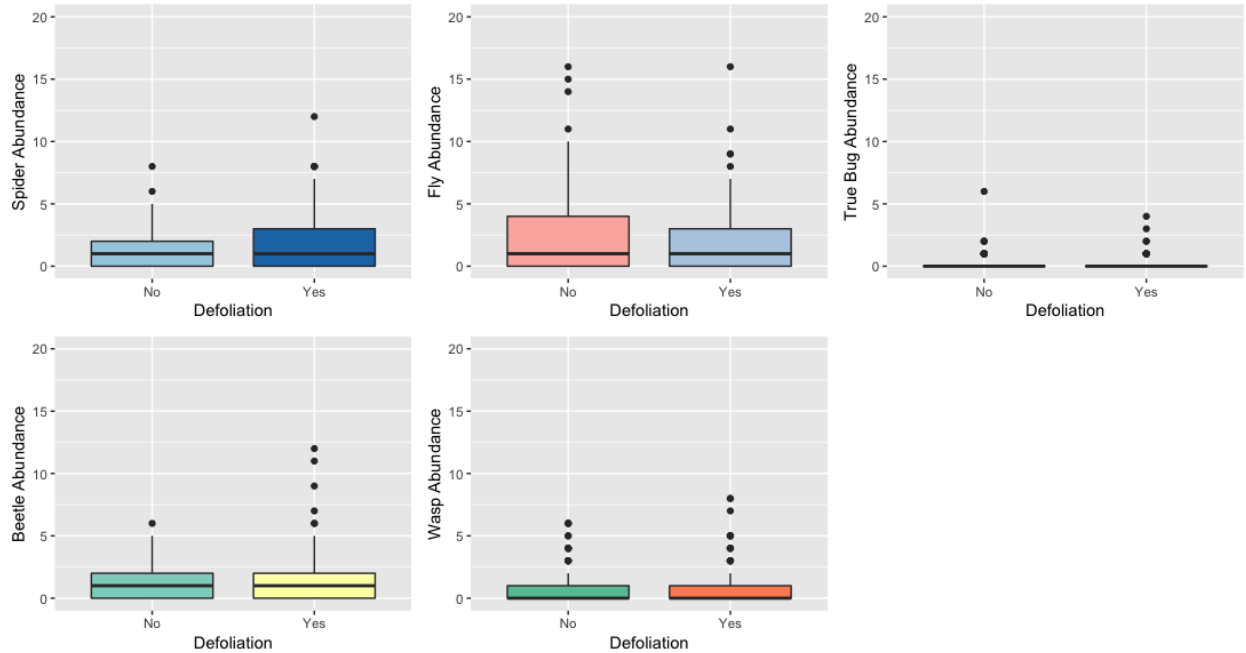 Spider Abundance
20
15
10
5
0
No Yes
Defoliation
Fly Abundance
20
15
10
5
0
No Yes
Defoliation
True Bug Abundance
20
15
10
5
0
No Yes
Defoliation
Beetle Abundance
20
15
10
5
0
No Yes
Defoliation
Wasp Abundance
20
15
10
5
0
No Yes
Defoliation